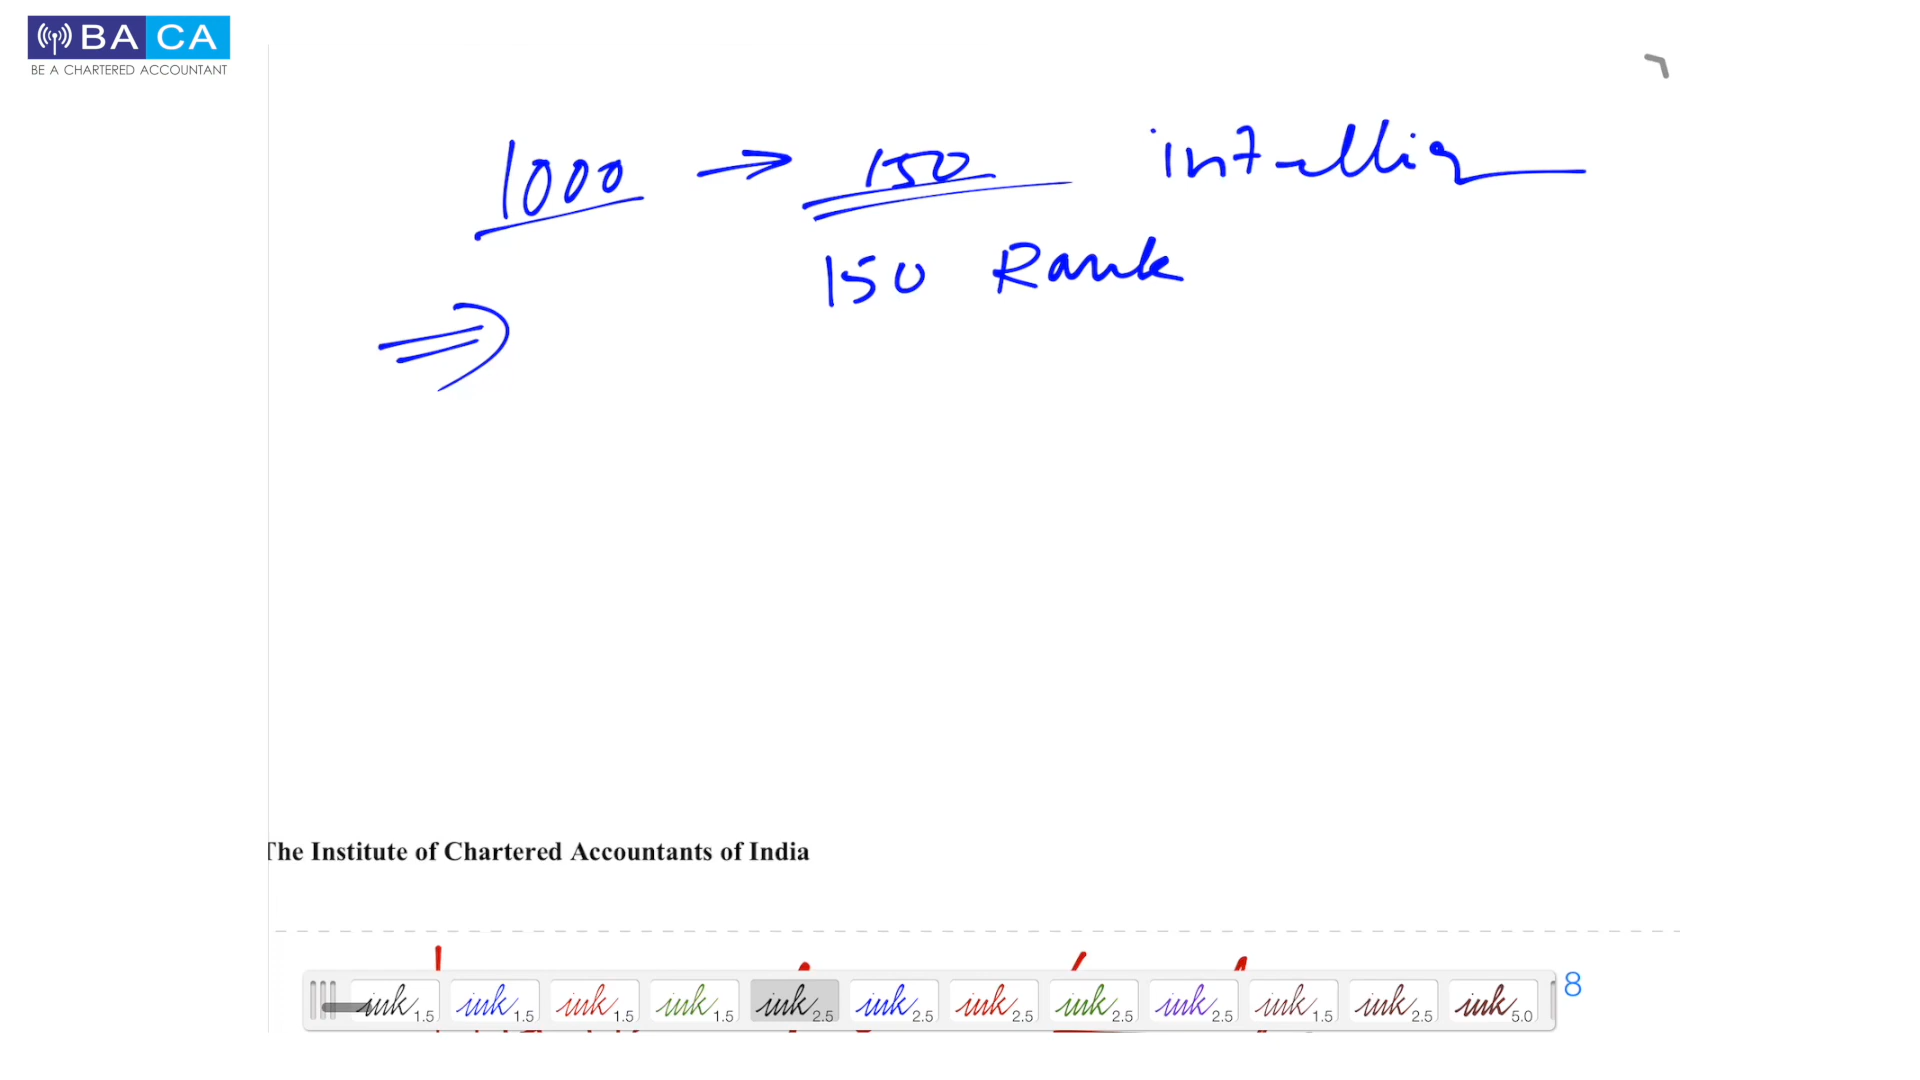 BA CA
BE A CHARTERED ACCOUNTANT
1000 → 150 intellig
150 Rank
⇒
The Institute of Chartered Accountants of India
ink 1.5 ink 1.5 ink 1.5 ink 1.5 ink 2.5 ink 2.5 ink 2.5 ink 2.5 ink 2.5 ink 1.5 ink 2.5 ink 5.0
8